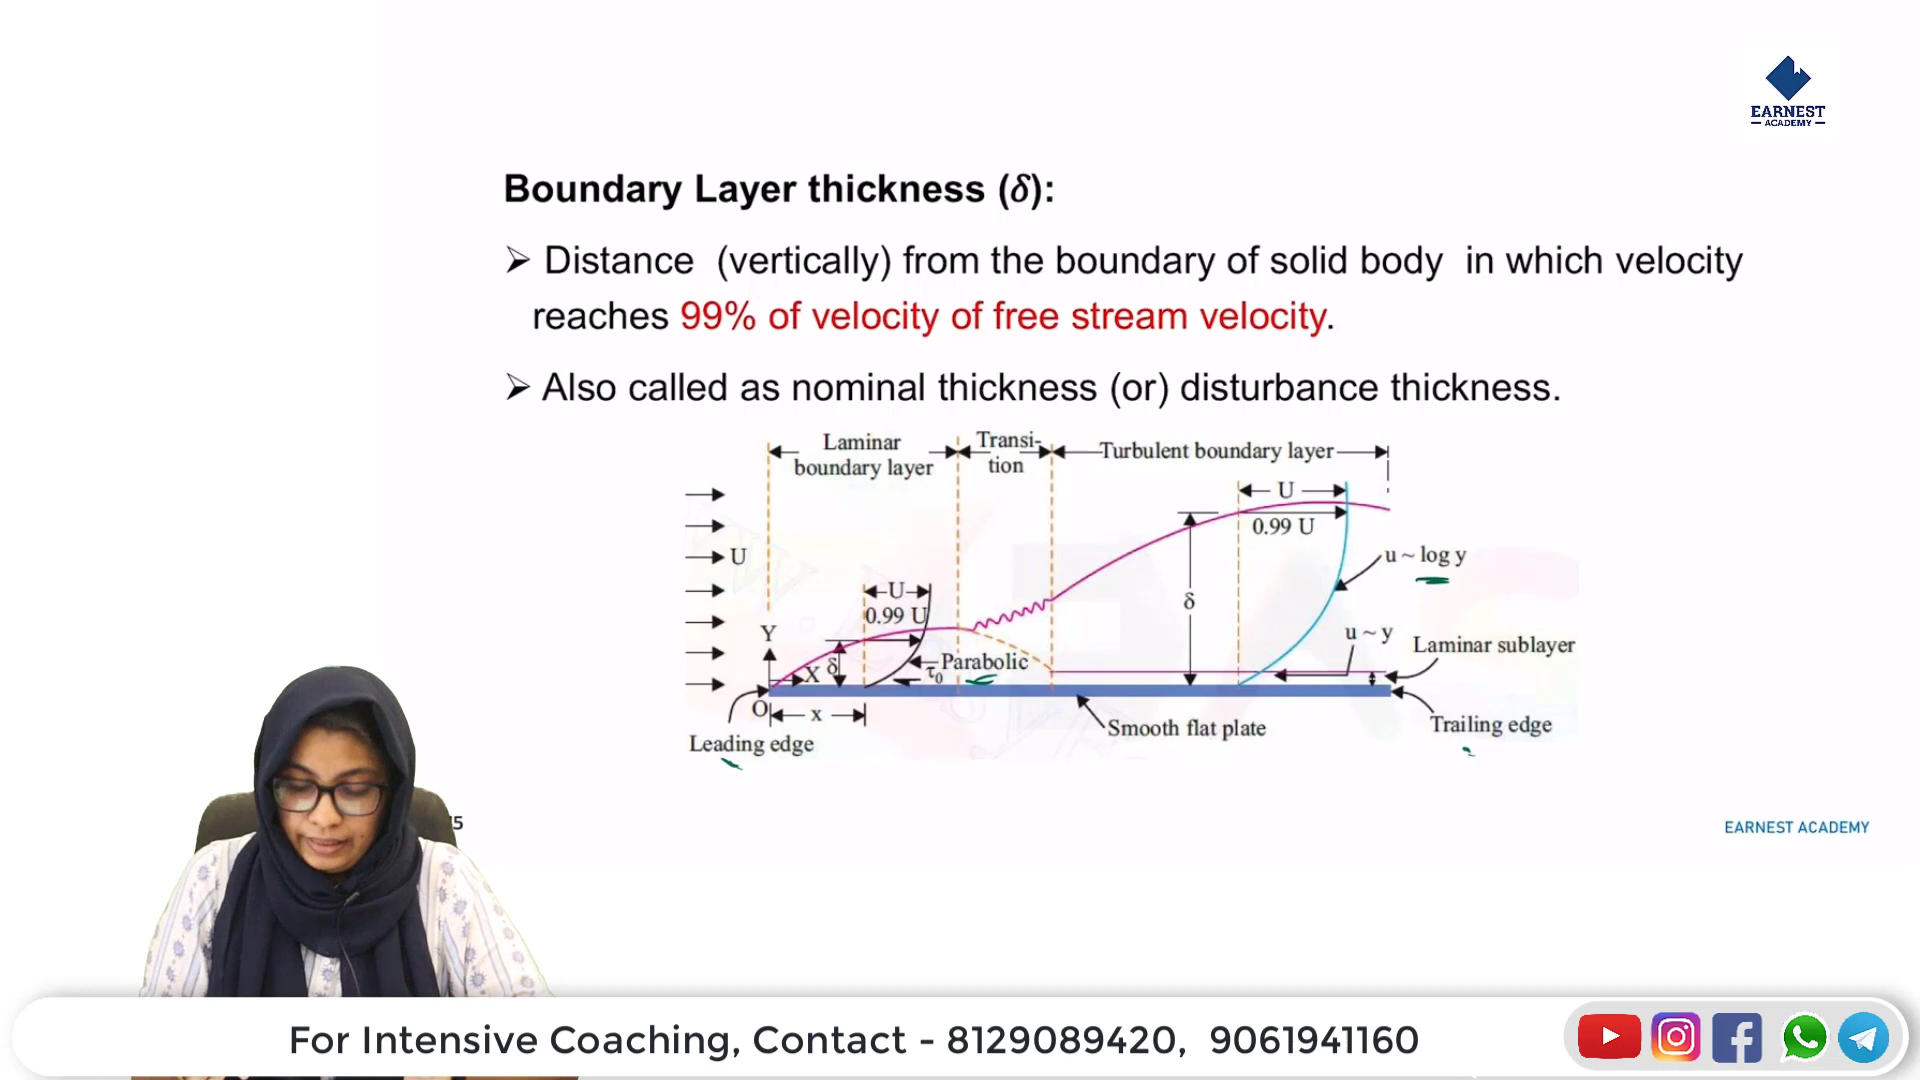 EARNEST
ACADEMY
Boundary Layer thickness (δ):
➢ Distance (vertically) from the boundary of solid body in which velocity
reaches 99% of velocity of free stream velocity.
➢ Also called as nominal thickness (or) disturbance thickness.
Laminar
boundary layer
Transi-
tion
Turbulent boundary layer
U
0.99 U
U
u ~ log y
U
0.99 U
δ
Y
u ~ y
Laminar sublayer
X
δ
Parabolic
τ0
O
x
Smooth flat plate
Trailing edge
Leading edge
5
EARNEST ACADEMY
For Intensive Coaching, Contact - 8129089420, 9061941160